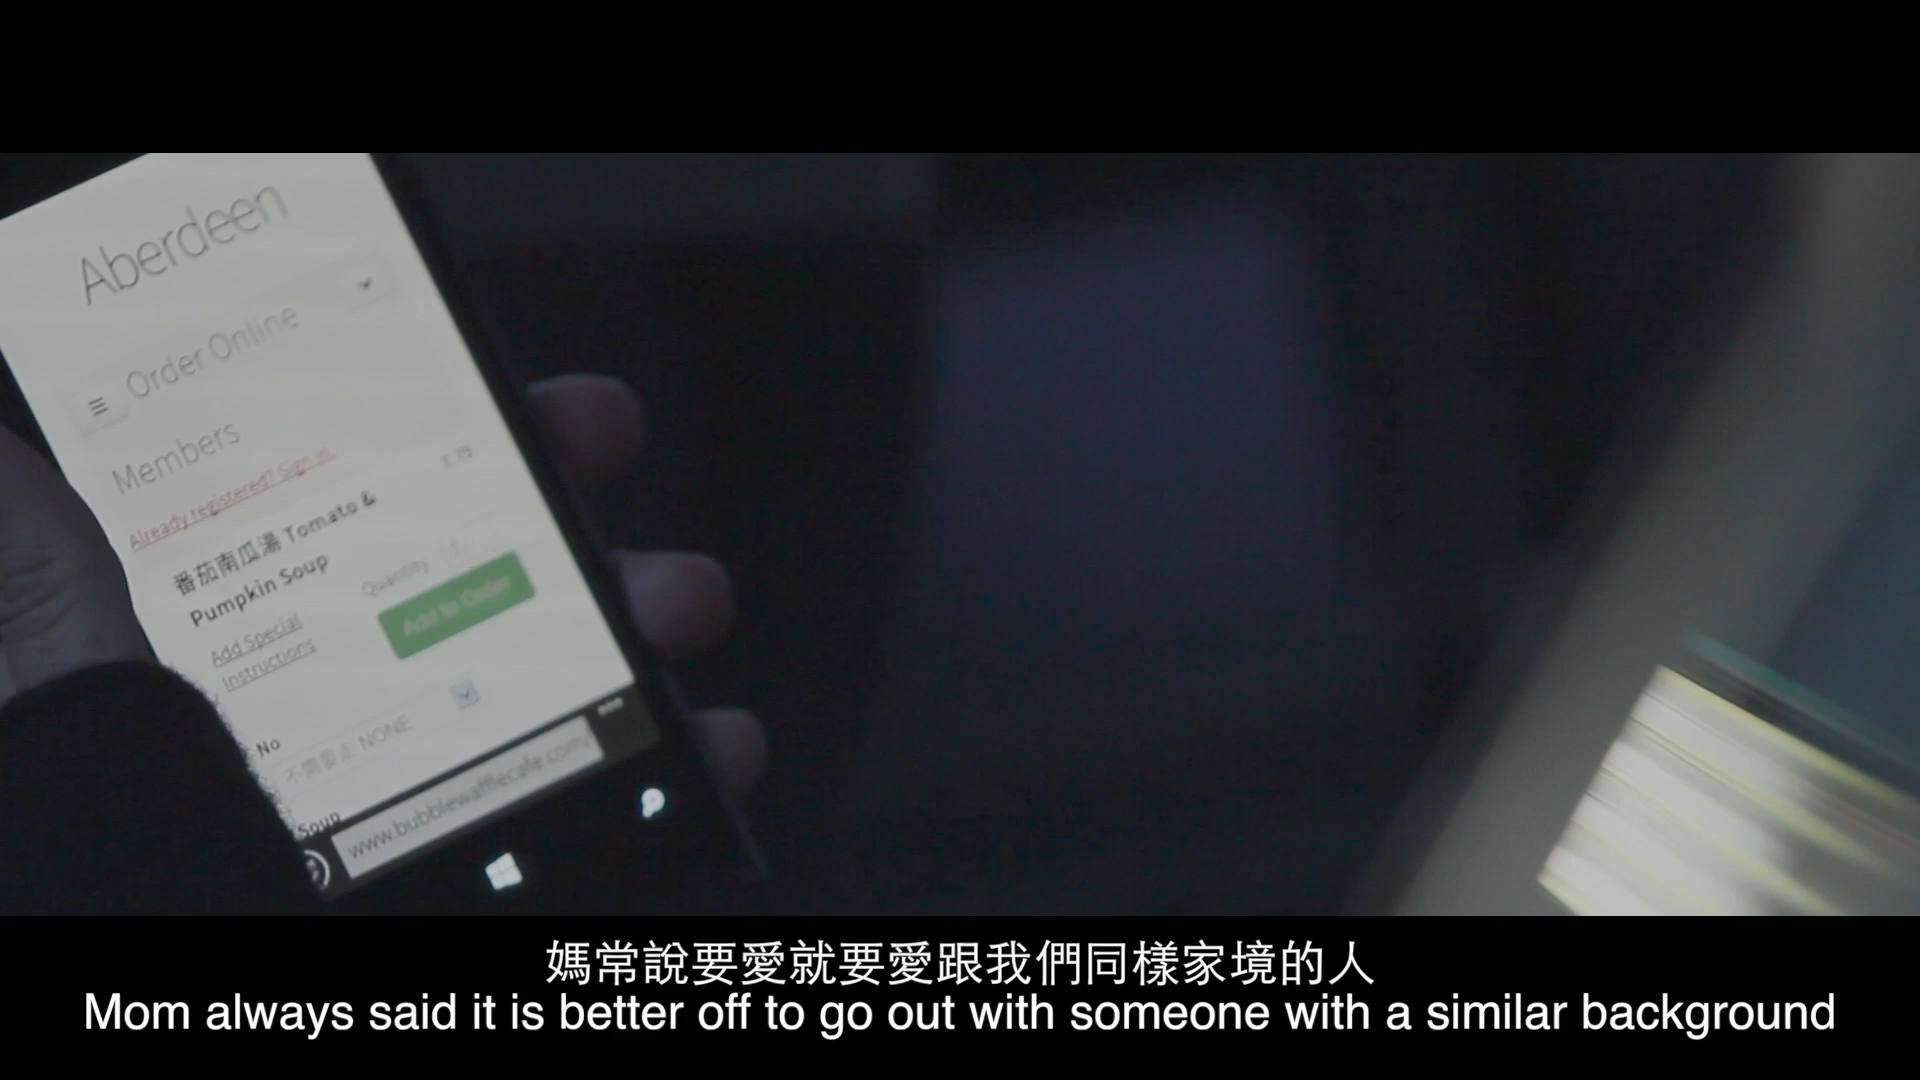 Aberdeen
Order Online
Members
Already registered? Sign in.
番茄南瓜湯 Tomato &
Pumpkin Soup
Quantity
Add to Order
Add Special
Instructions
No
NONE
Soup
www.bubblewafflecafe.com/
媽常說要愛就要愛跟我們同樣家境的人
Mom always said it is better off to go out with someone with a similar background